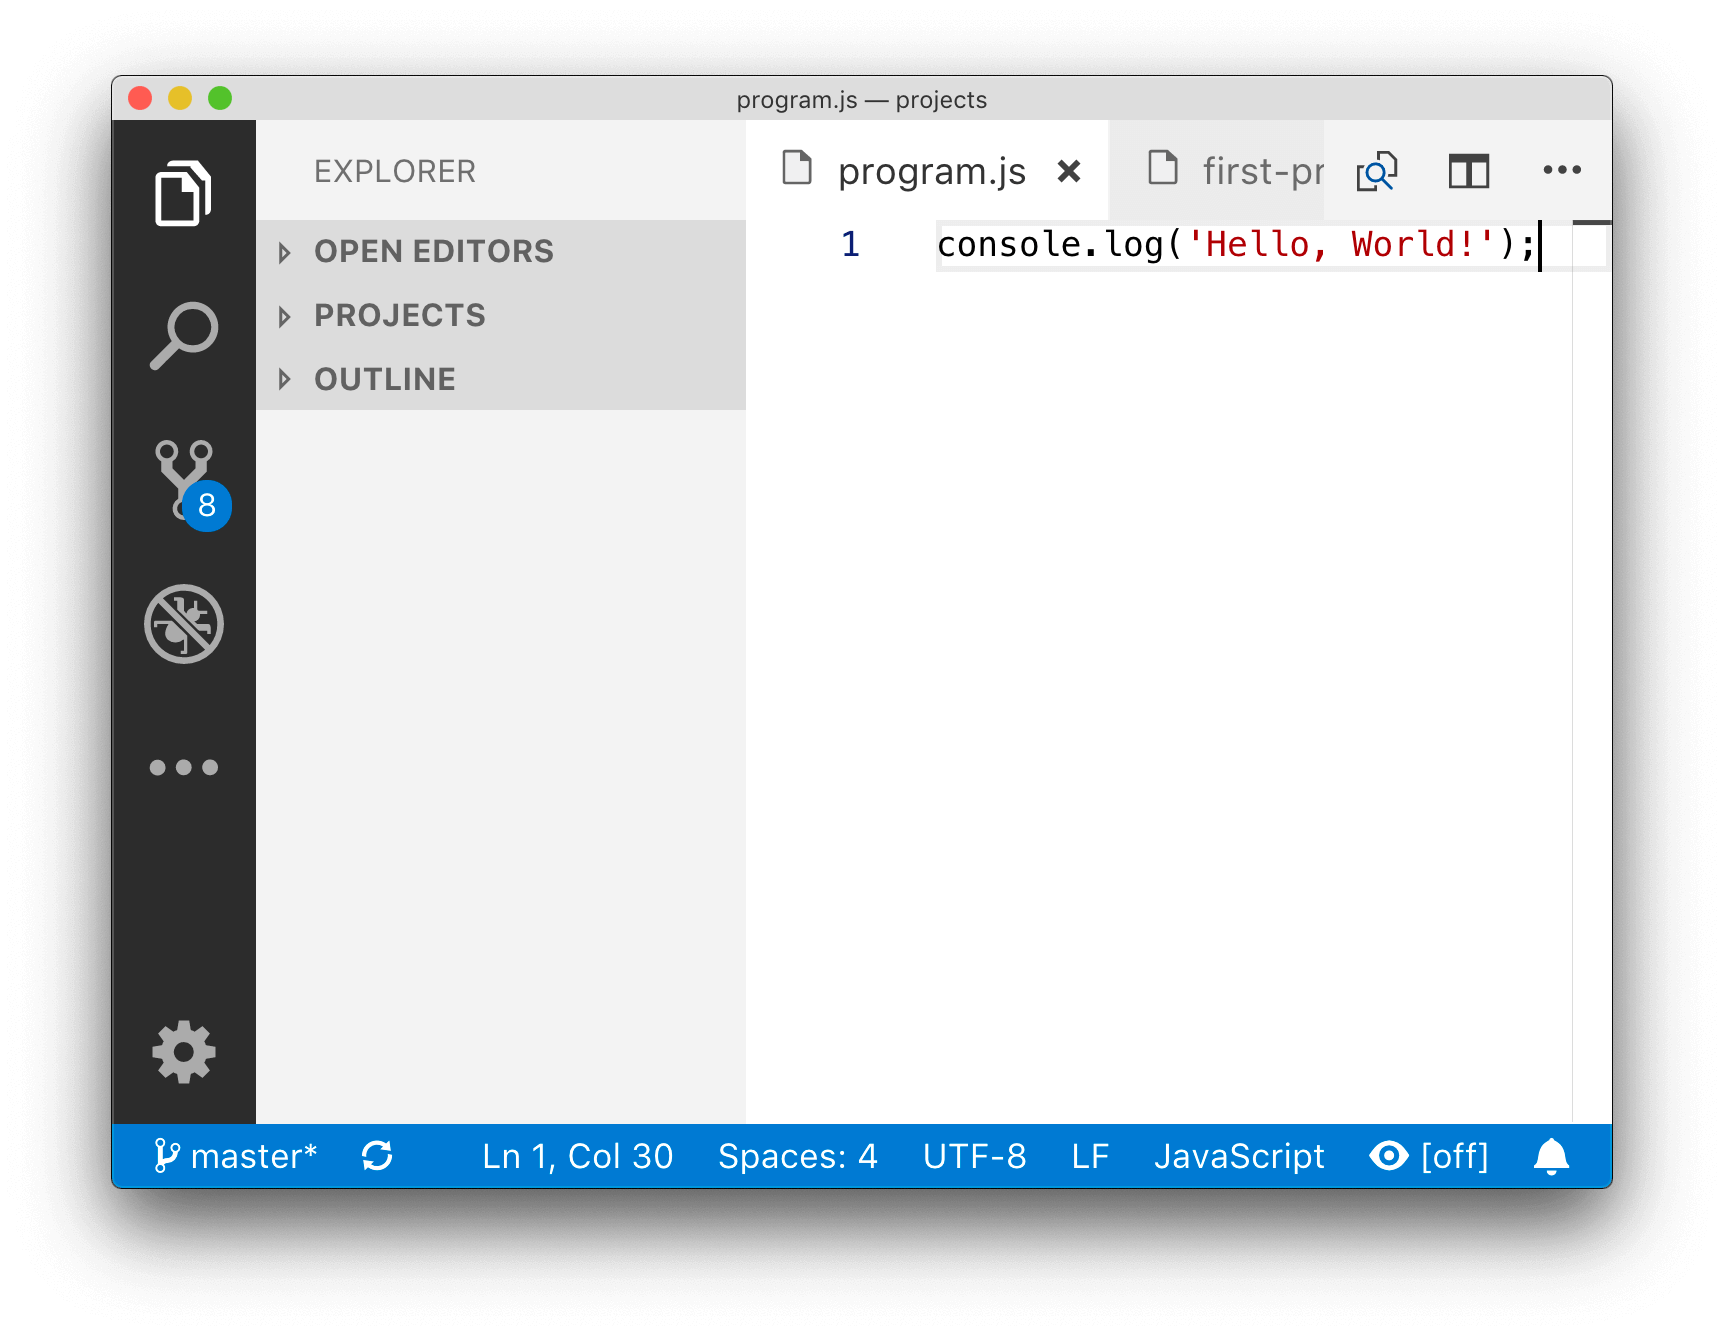 program.js — projects
EXPLORER
program.js
first-pr
OPEN EDITORS
PROJECTS
OUTLINE
1 console.log('Hello, World!');
8
master* Ln 1, Col 30 Spaces: 4 UTF-8 LF JavaScript [off]